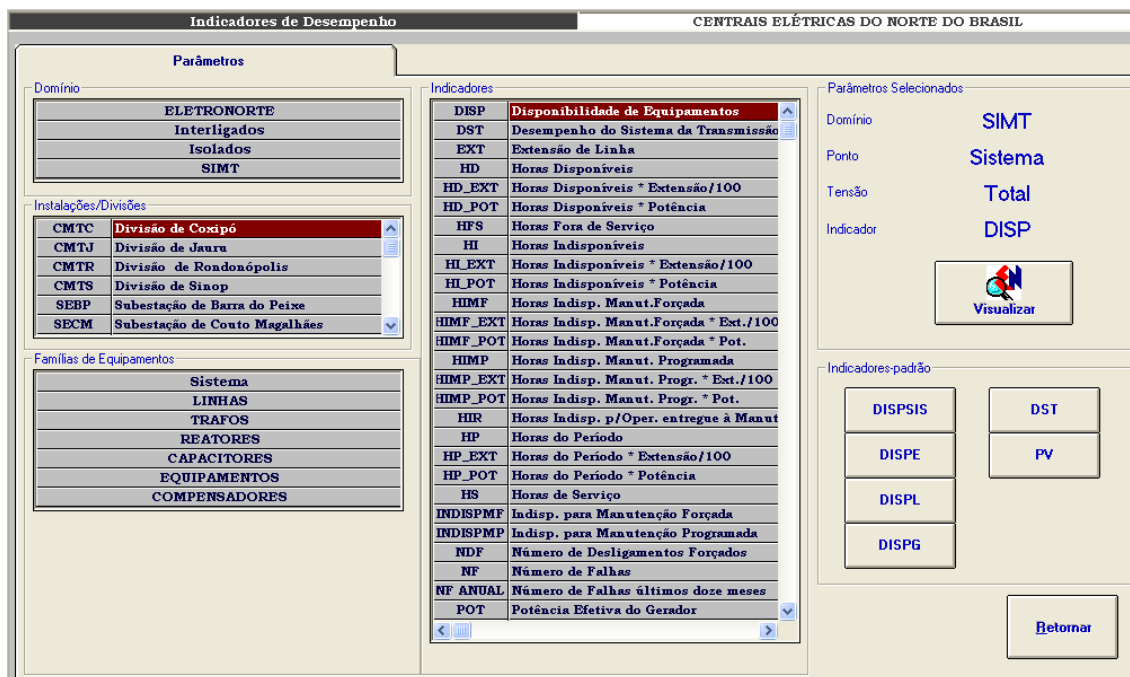 Indicadores de Desempenho
CENTRAIS ELÉTRICAS DO NORTE DO BRASIL
Parâmetros
Domínio
ELETRONORTE
Interligados
Isolados
SIMT
Instalações/Divisões
CMTC Divisão de Coxipó
CMTJ Divisão de Jauru
CMTR Divisão de Rondonópolis
CMTS Divisão de Sinop
SEBP Subestação de Barra do Peixe
SECM Subestação de Couto Magalhães
Famílias de Equipamentos
Sistema
LINHAS
TRAFOS
REATORES
CAPACITORES
EQUIPAMENTOS
COMPENSADORES
Indicadores
DISP Disponibilidade de Equipamentos
DST Desempenho do Sistema da Transmissão
EXT Extensão de Linha
HD Horas Disponíveis
HD_EXT Horas Disponíveis * Extensão/100
HD_POT Horas Disponíveis * Potência
HFS Horas Fora de Serviço
HI Horas Indisponíveis
HI_EXT Horas Indisponíveis * Extensão/100
HI_POT Horas Indisponíveis * Potência
HIMF Horas Indisp. Manut.Forçada
HIMF_EXT Horas Indisp. Manut.Forçada * Ext./100
HIMF_POT Horas Indisp. Manut.Forçada * Pot.
HIMP Horas Indisp. Manut. Programada
HIMP_EXT Horas Indisp. Manut. Progr. * Ext./100
HIMP_POT Horas Indisp. Manut. Progr. * Pot.
HIR Horas Indisp. p/Oper. entregue à Manut
HP Horas do Período
HP_EXT Horas do Período * Extensão/100
HP_POT Horas do Período * Potência
HS Horas de Serviço
INDISPMF Indisp. para Manutenção Forçada
INDISPMP Indisp. para Manutenção Programada
NDF Número de Desligamentos Forçados
NF Número de Falhas
NF ANUAL Número de Falhas últimos doze meses
POT Potência Efetiva do Gerador
Parâmetros Selecionados
Domínio SIMT
Ponto Sistema
Tensão Total
Indicador DISP
Visualizar
Indicadores-padrão
DISPSIS DST
DISPE PV
DISPL
DISPG
Retornar